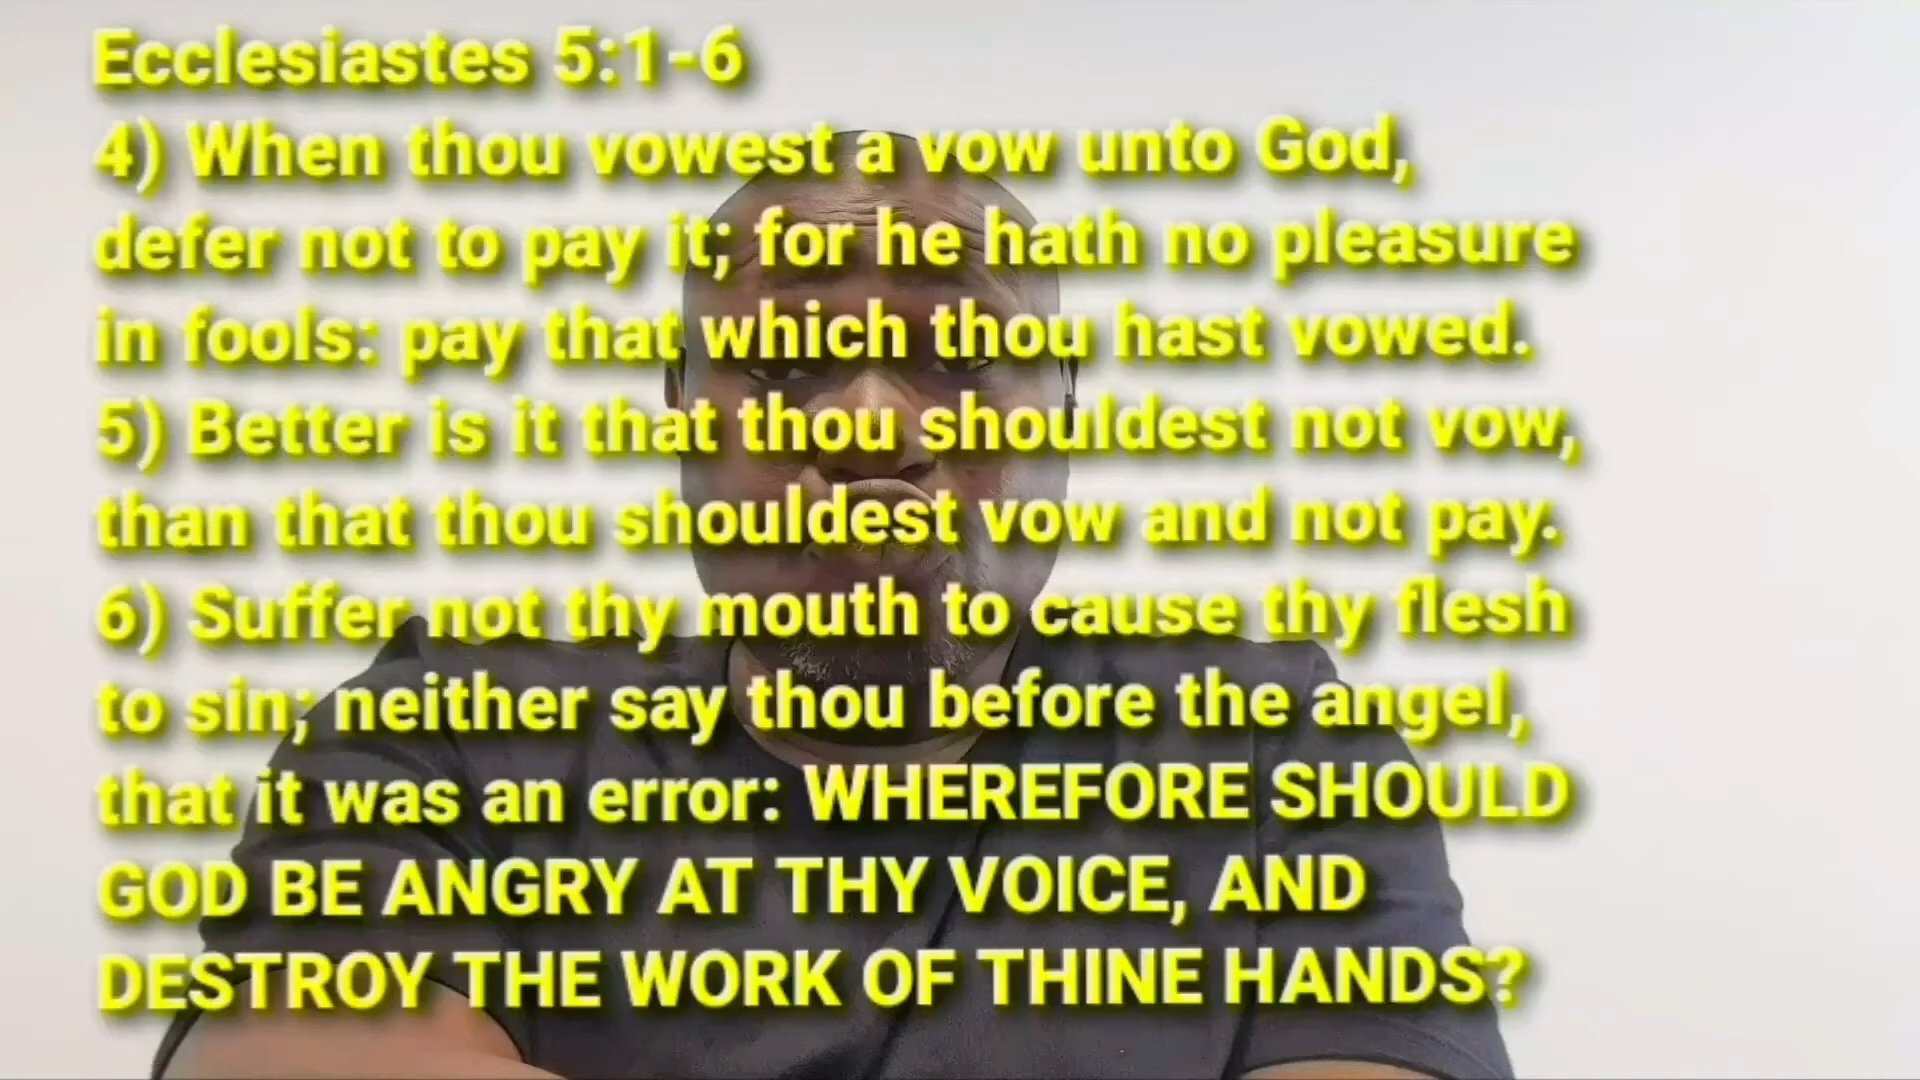 Ecclesiastes 5:1-6
4) When thou vowest a vow unto God,
defer not to pay it; for he hath no pleasure
in fools: pay that which thou hast vowed.
5) Better is it that thou shouldest not vow,
than that thou shouldest vow and not pay.
6) Suffer not thy mouth to cause thy flesh
to sin; neither say thou before the angel,
that it was an error: WHEREFORE SHOULD
GOD BE ANGRY AT THY VOICE, AND
DESTROY THE WORK OF THINE HANDS?